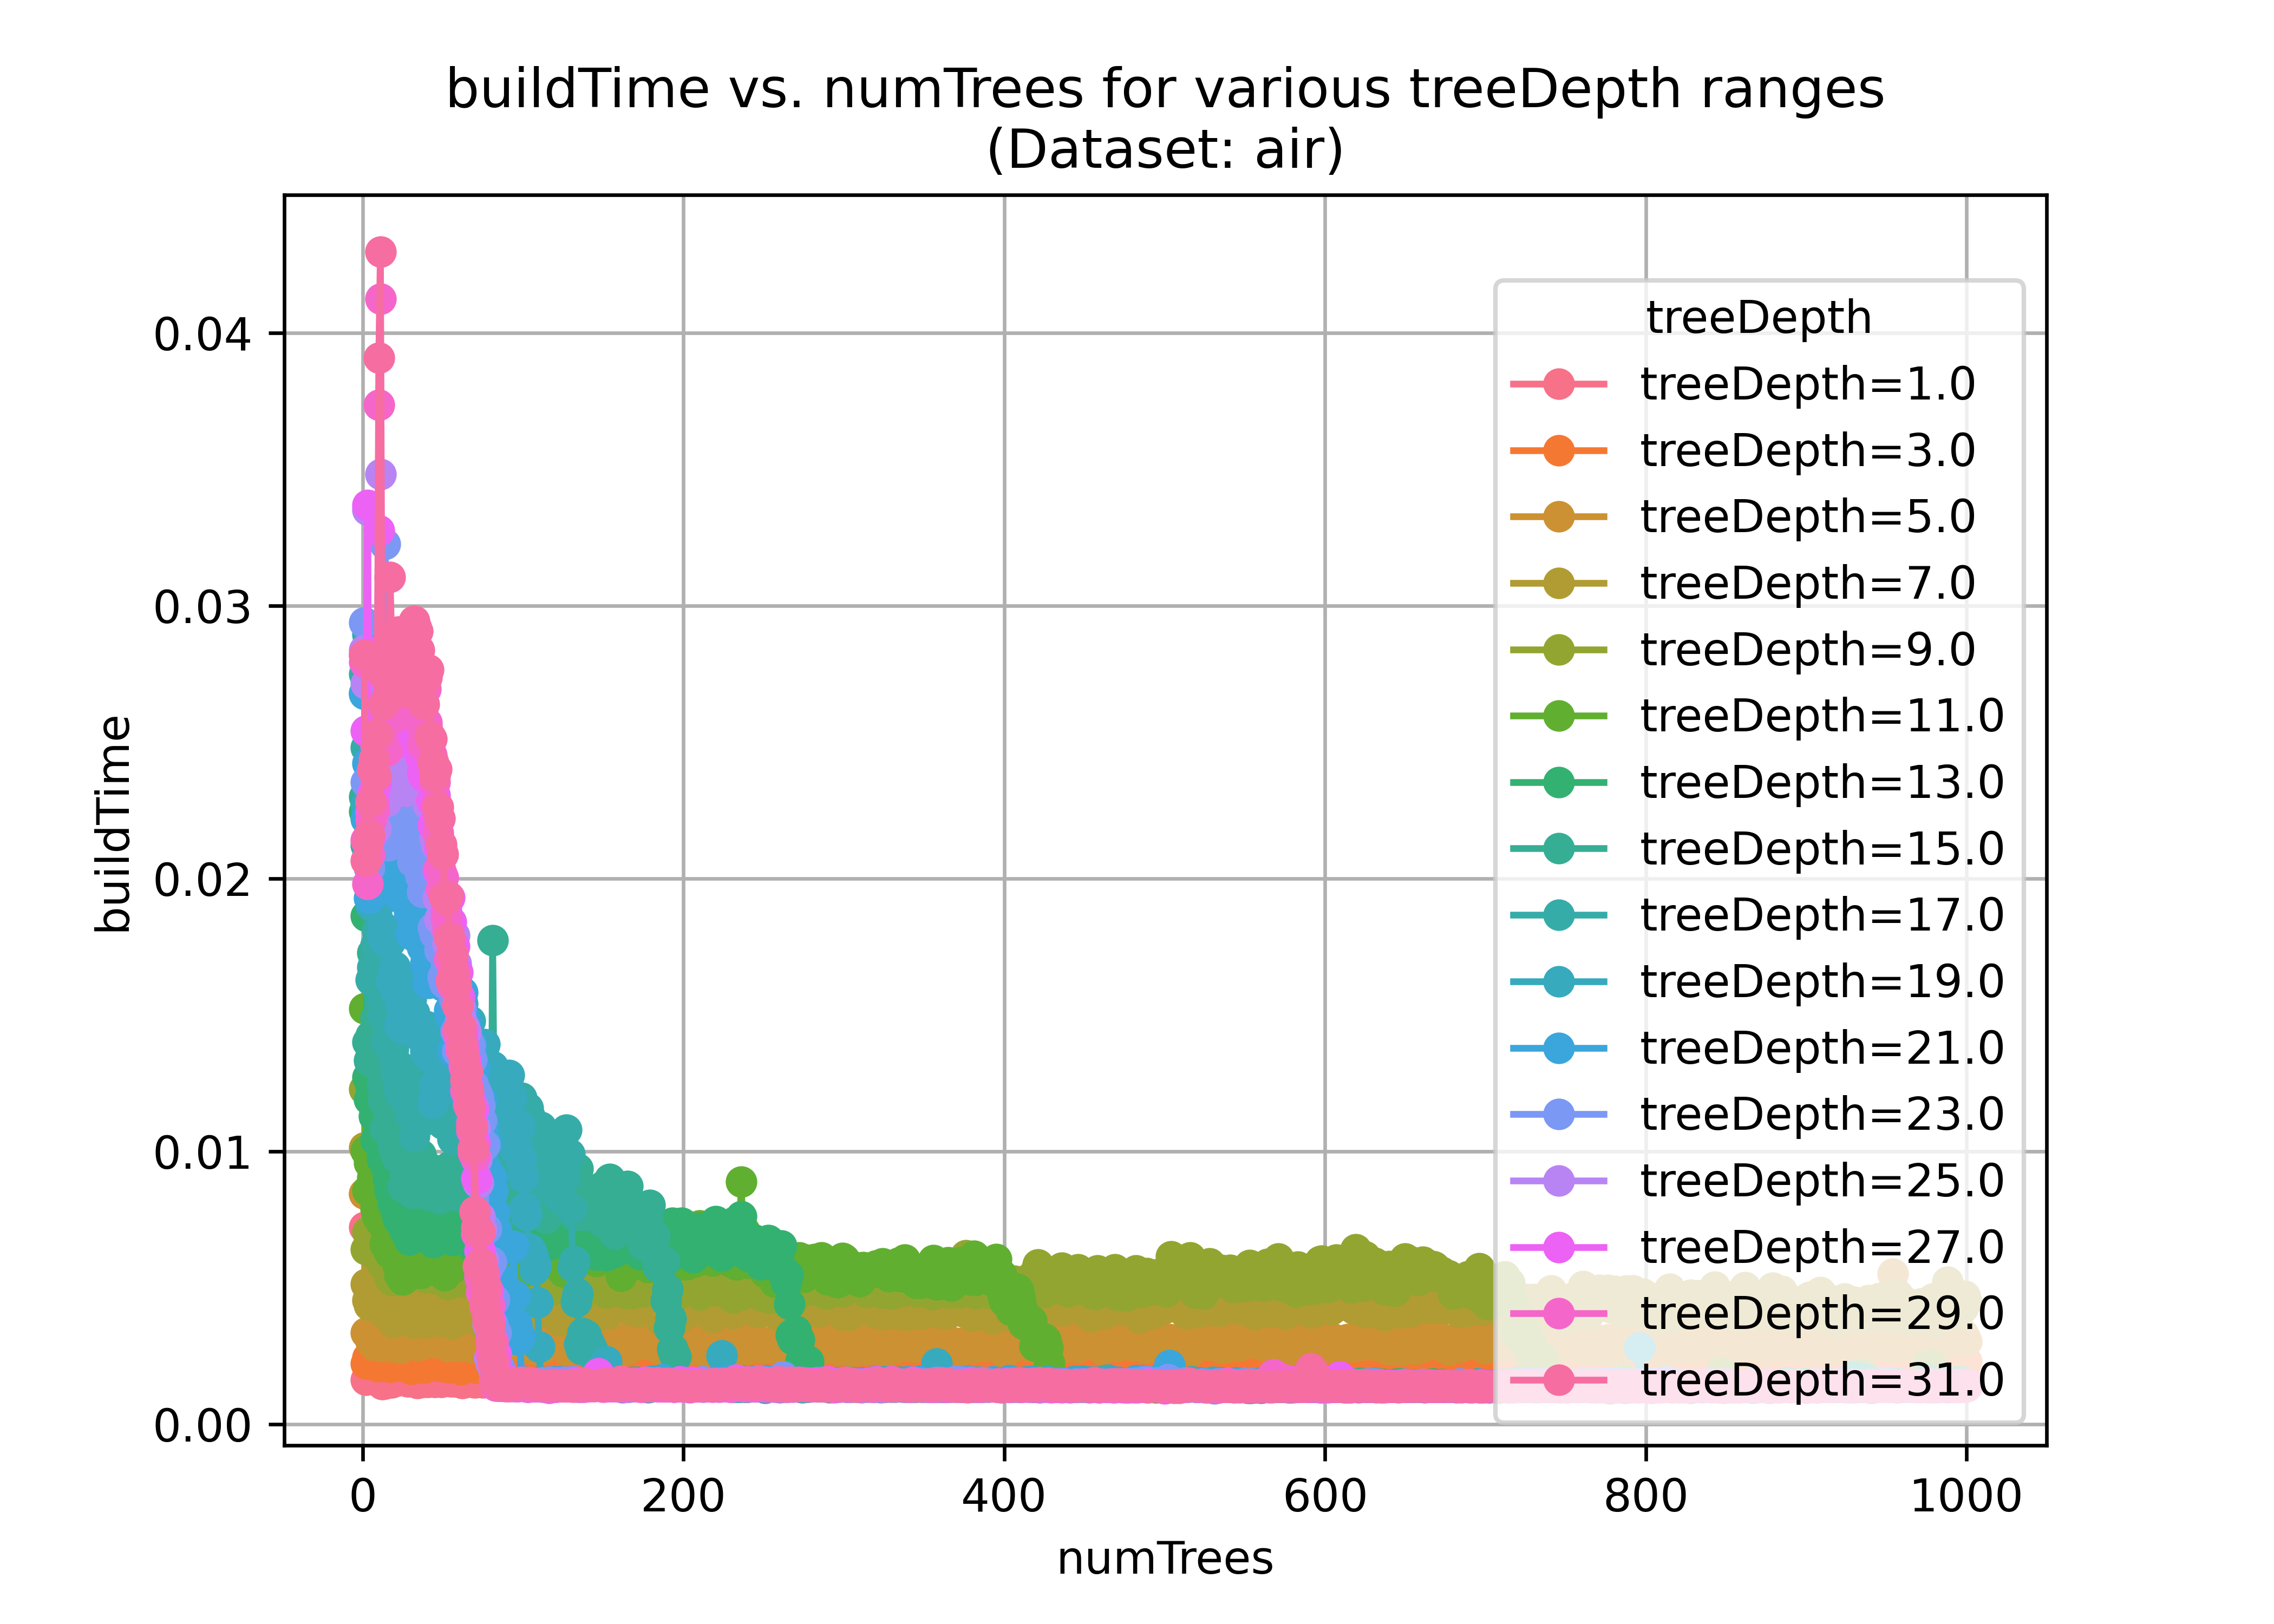 buildTime vs. numTrees for various treeDepth ranges
(Dataset: air)
buildTime
0.04
0.03
0.02
0.01
0.00
0
200
400
600
800
1000
numTrees
treeDepth
treeDepth=1.0
treeDepth=3.0
treeDepth=5.0
treeDepth=7.0
treeDepth=9.0
treeDepth=11.0
treeDepth=13.0
treeDepth=15.0
treeDepth=17.0
treeDepth=19.0
treeDepth=21.0
treeDepth=23.0
treeDepth=25.0
treeDepth=27.0
treeDepth=29.0
treeDepth=31.0